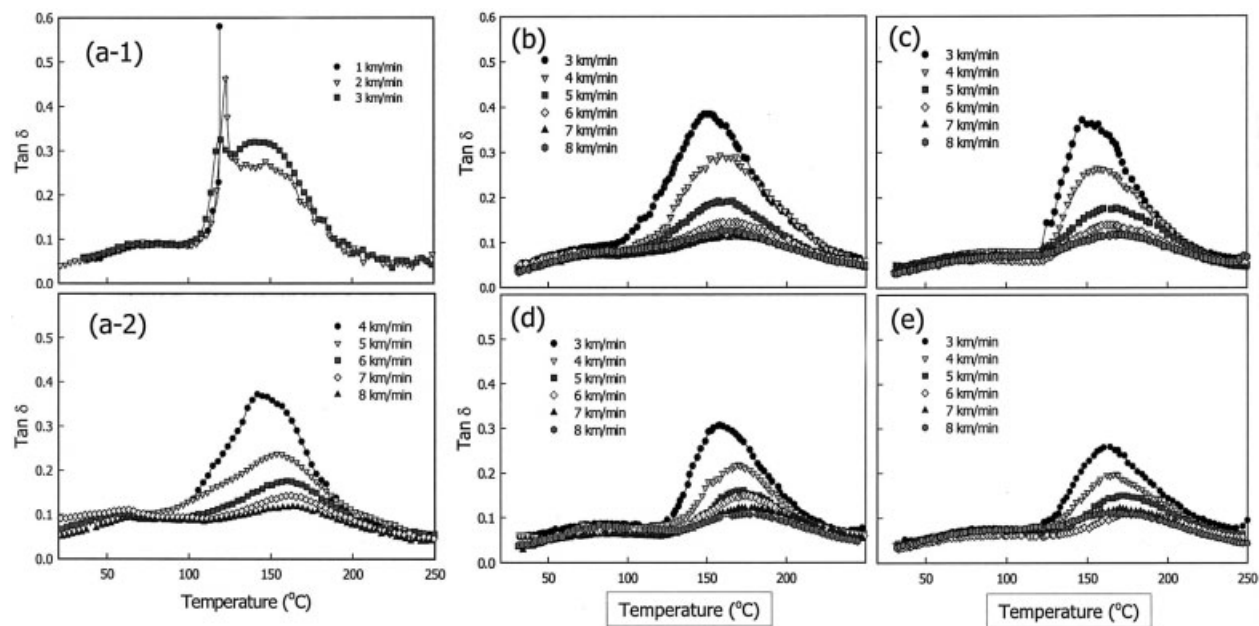 (a-1)
1 km/min
2 km/min
3 km/min
Tan δ
0.6
0.5
0.4
0.3
0.2
0.1
0.0
(b)
3 km/min
4 km/min
5 km/min
6 km/min
7 km/min
8 km/min
Tan δ
0.6
0.5
0.4
0.3
0.2
0.1
0.0
(c)
3 km/min
4 km/min
5 km/min
6 km/min
7 km/min
8 km/min
(a-2)
4 km/min
5 km/min
6 km/min
7 km/min
8 km/min
Tan δ
0.5
0.4
0.3
0.2
0.1
0.0
50 100 150 200 250
Temperature (°C)
(d)
3 km/min
4 km/min
5 km/min
6 km/min
7 km/min
8 km/min
Tan δ
0.5
0.4
0.3
0.2
0.1
0.0
50 100 150 200
Temperature (°C)
(e)
3 km/min
4 km/min
5 km/min
6 km/min
7 km/min
8 km/min
50 100 150 200 250
Temperature (°C)